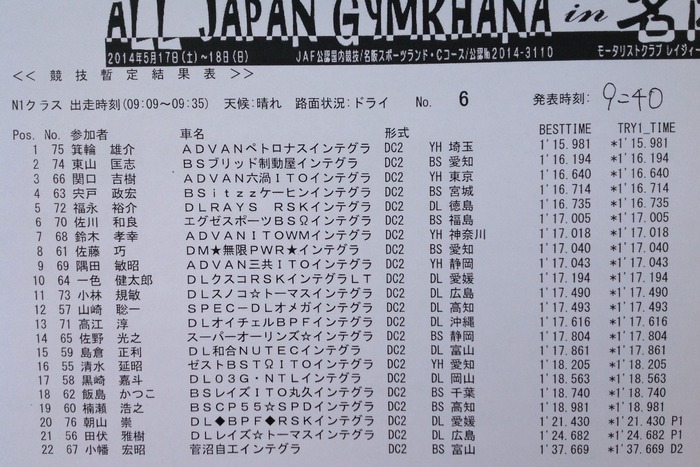 ALL JAPAN GYMKHANA in 名
2014年5月17日(土)~18日(日) JAF公認国内競技/名阪スポーツランド・Cコース/公認№2014-3110 モータリストクラブ レイジィー
<< 競技暫定結果表 >>
N1クラス 出走時刻(09:09~09:35) 天候:晴れ 路面状況:ドライ No. 6 発表時刻: 9=40
Pos. No. 参加者 車名 形式 BESTTIME TRY1_TIME
1 75 箕輪 雄介 ADVANペトロナスインテグラ DC2 YH 埼玉 1'15.981 *1'15.981
2 74 東山 匡志 BSブリッド制動屋インテグラ DC2 BS 愛知 1'16.194 *1'16.194
3 66 関口 吉樹 ADVAN六渦ITOインテグラ DC2 YH 東京 1'16.640 *1'16.640
4 63 宍戸 政宏 BSitzzケーヒンインテグラ DC2 BS 宮城 1'16.714 *1'16.714
5 72 福永 裕介 DLRAYS RSKインテグラ DC2 DL 徳島 1'16.735 *1'16.735
6 70 佐川 和良 エグゼスポーツBSΩインテグラ DC2 BS 福島 1'17.005 *1'17.005
7 68 鈴木 孝幸 ADVANITOWMインテグラ DC2 YH 神奈川 1'17.018 *1'17.018
8 61 佐藤 巧 DM★無限PWR★インテグラ DC2 BS 愛知 1'17.040 *1'17.040
9 69 隅田 敏昭 ADVAN三共ITOインテグラ DC2 YH 静岡 1'17.043 *1'17.043
10 64 一色 健太郎 DLクスコRSKインテグラLT DC2 DL 愛媛 1'17.194 *1'17.194
11 73 小林 規敏 DLスノコ☆トーマスインテグラ DC2 DL 広島 1'17.490 *1'17.490
12 57 山崎 聡一 SPEC-DLオメガインテグラ DC2 DL 高知 1'17.493 *1'17.493
13 71 高江 淳 DLオイチェルBPFインテグラ DC2 DL 沖縄 1'17.616 *1'17.616
14 65 佐野 光之 スーパーオーリンズ☆インテグラ DC2 BS 静岡 1'17.804 *1'17.804
15 59 島倉 正利 DL和合NUTECインテグラ DC2 DL 富山 1'17.861 *1'17.861
16 55 清水 延昭 ゼストBSTΩITOインテグラ DC2 YH 愛知 1'18.205 *1'18.205
17 58 黒崎 嘉斗 DL03G・NTLインテグラ DC2 DL 岡山 1'18.563 *1'18.563
18 62 飯島 かつこ BSレイズITO丸久インテグラ DC2 BS 千葉 1'18.740 *1'18.740
19 60 楠瀬 浩之 BSCP55☆SPDインテグラ DC2 BS 高知 1'18.981 *1'18.981
20 76 朝山 崇 DL◆BPF◆RSKインテグラ DC2 DL 愛媛 1'21.430 *1'21.430 P1
21 56 田伏 雅樹 DLレイズ☆トーマスインテグラ DC2 DL 広島 1'24.682 *1'24.682 P1
22 67 小幡 宏昭 菅沼自エインテグラ DC2 BS 富山 1'37.669 *1'37.669 D2